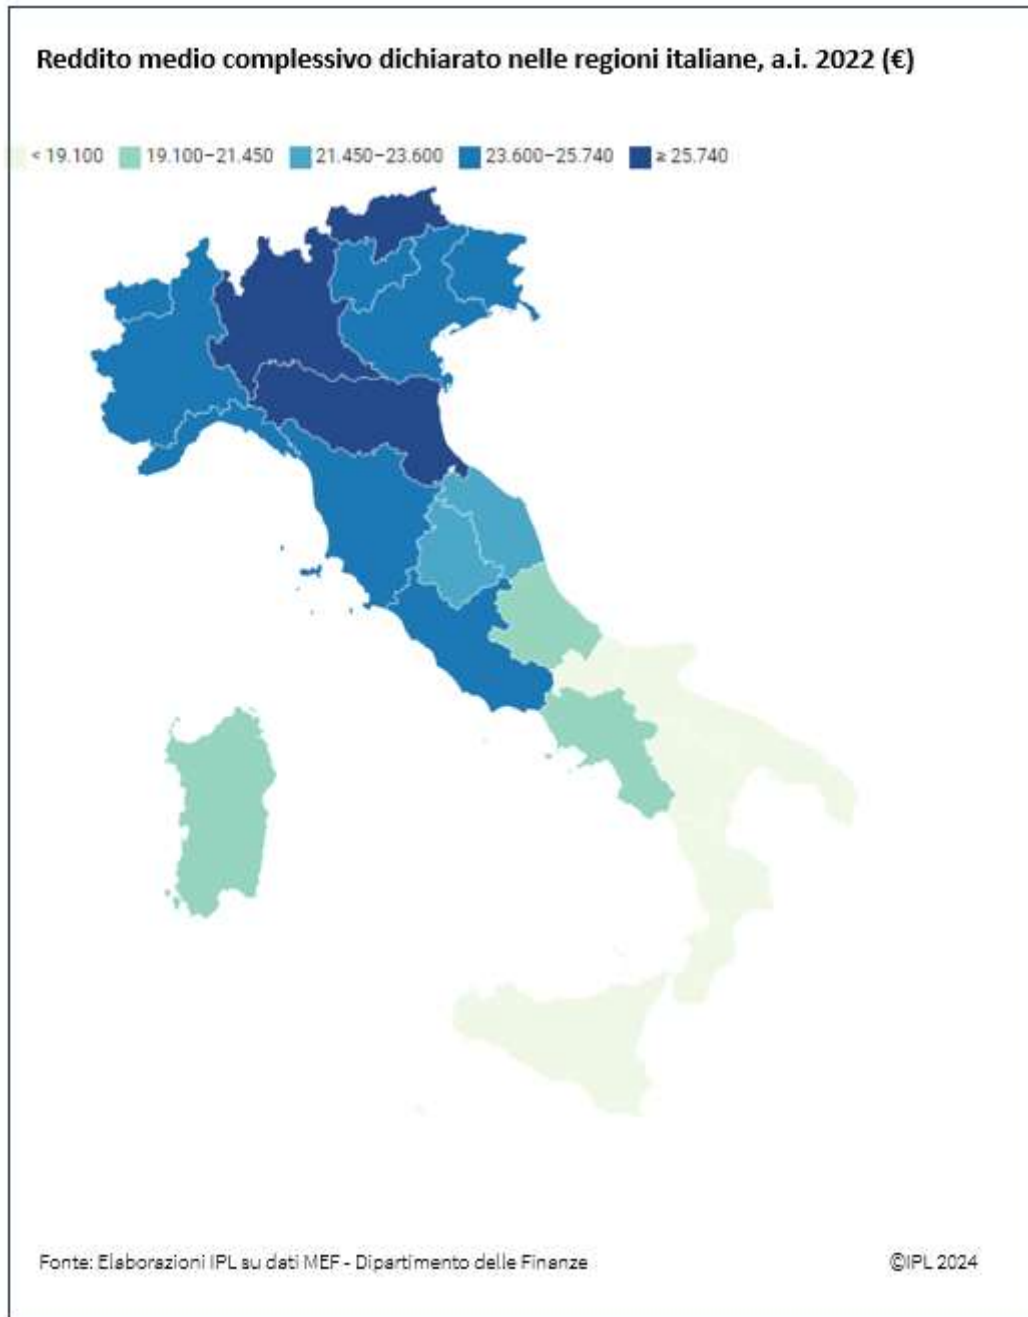 Reddito medio complessivo dichiarato nelle regioni italiane, a.i. 2022 (€)
< 19.100 19.100–21.450 21.450–23.600 23.600–25.740 ≥ 25.740
Fonte: Elaborazioni IPL su dati MEF - Dipartimento delle Finanze ©IPL 2024